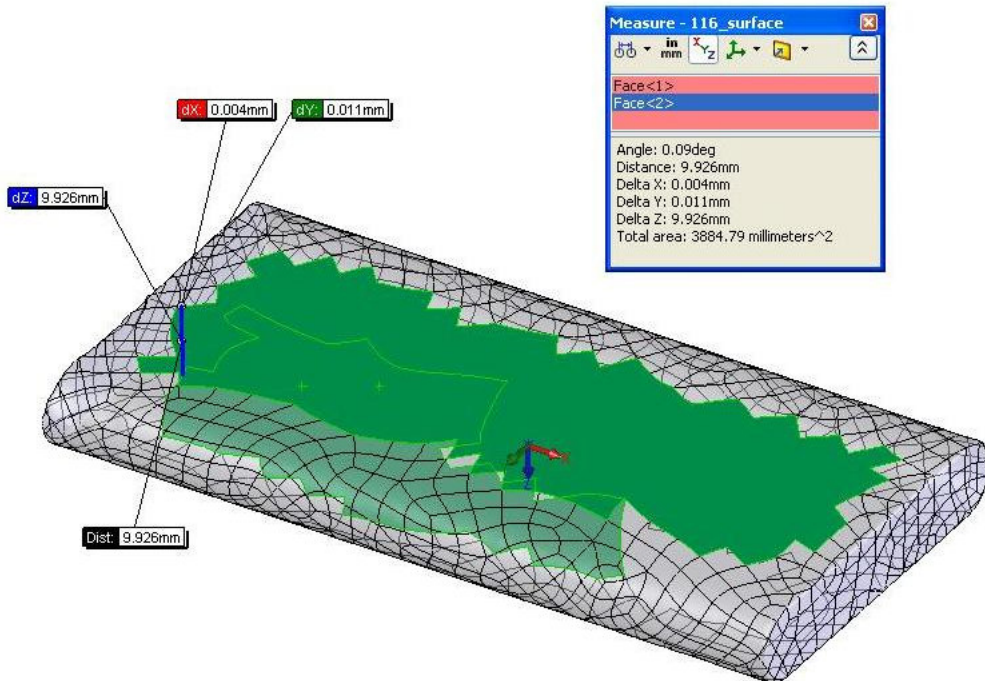 Measure - 116_surface
in
mm
X Y Z
Face<1>
Face<2>
Angle: 0.09deg
Distance: 9.926mm
Delta X: 0.004mm
Delta Y: 0.011mm
Delta Z: 9.926mm
Total area: 3884.79 millimeters^2
dX: 0.004mm
dY: 0.011mm
dZ: 9.926mm
Dist: 9.926mm
X
Z